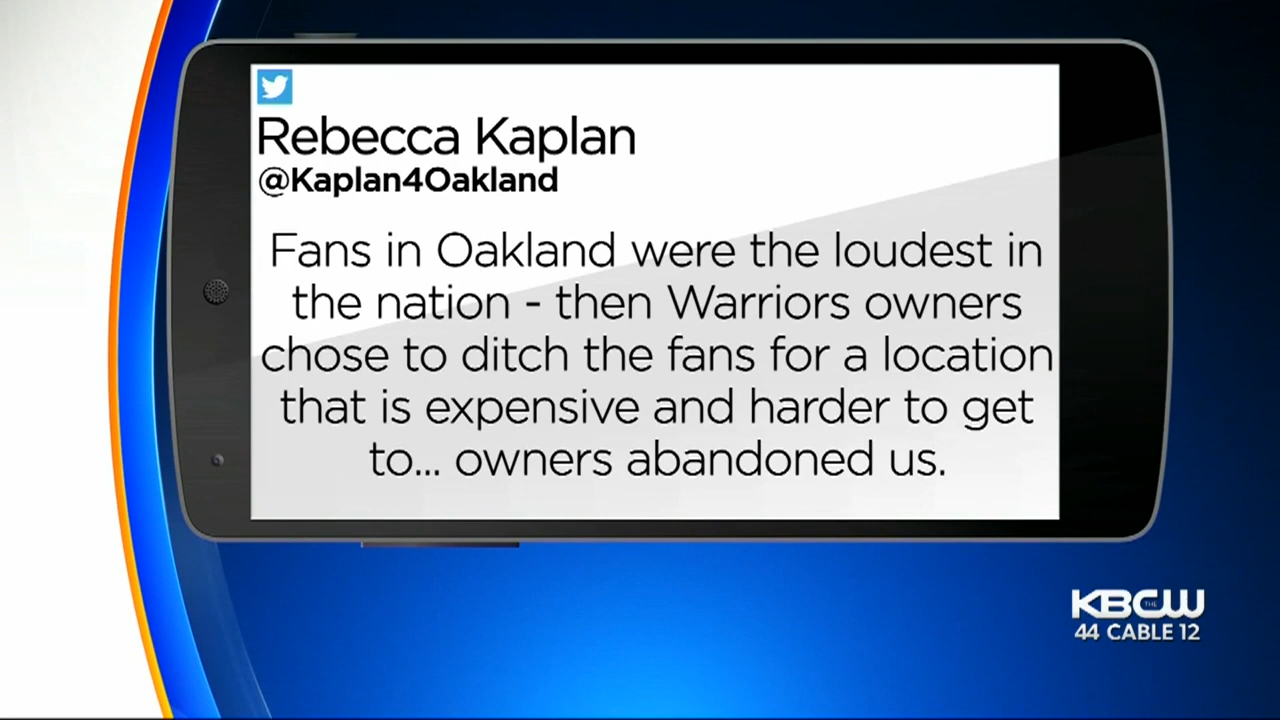 Rebecca Kaplan
@Kaplan4Oakland
Fans in Oakland were the loudest in
the nation - then Warriors owners
chose to ditch the fans for a location
that is expensive and harder to get
to... owners abandoned us.
KBCW
THE
44 CABLE 12